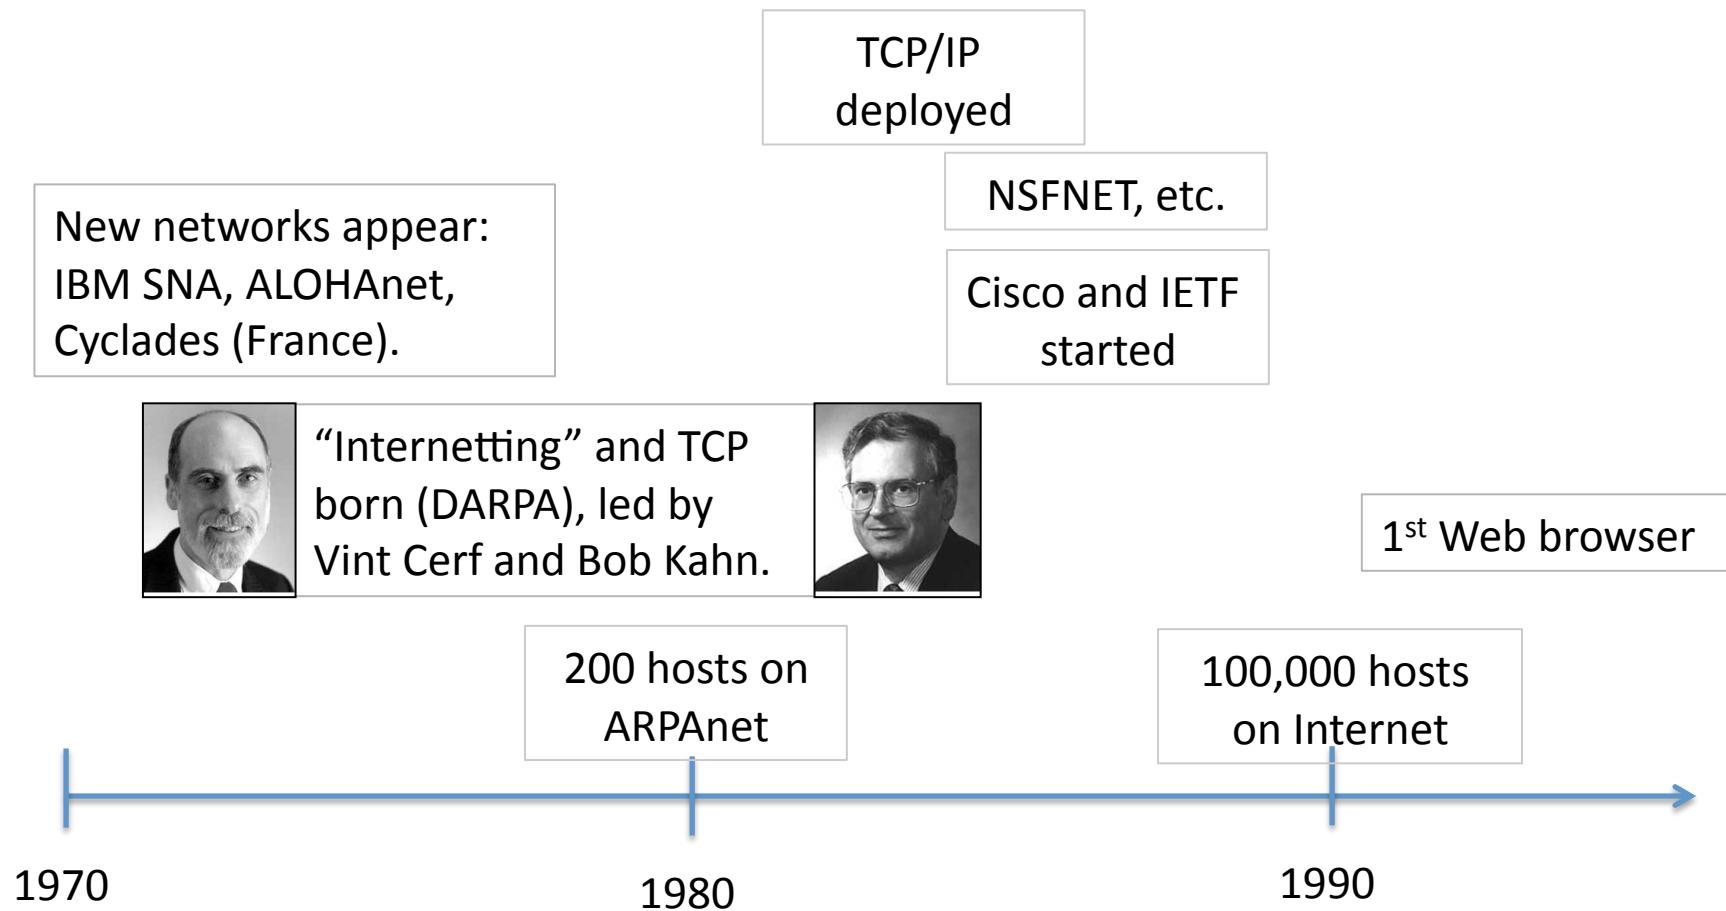 TCP/IP
deployed
NSFNET, etc.
New networks appear:
IBM SNA, ALOHAnet,
Cyclades (France).
Cisco and IETF
started
“Internetting” and TCP
born (DARPA), led by
Vint Cerf and Bob Kahn.
1st Web browser
200 hosts on
ARPAnet
100,000 hosts
on Internet
1970
1980
1990